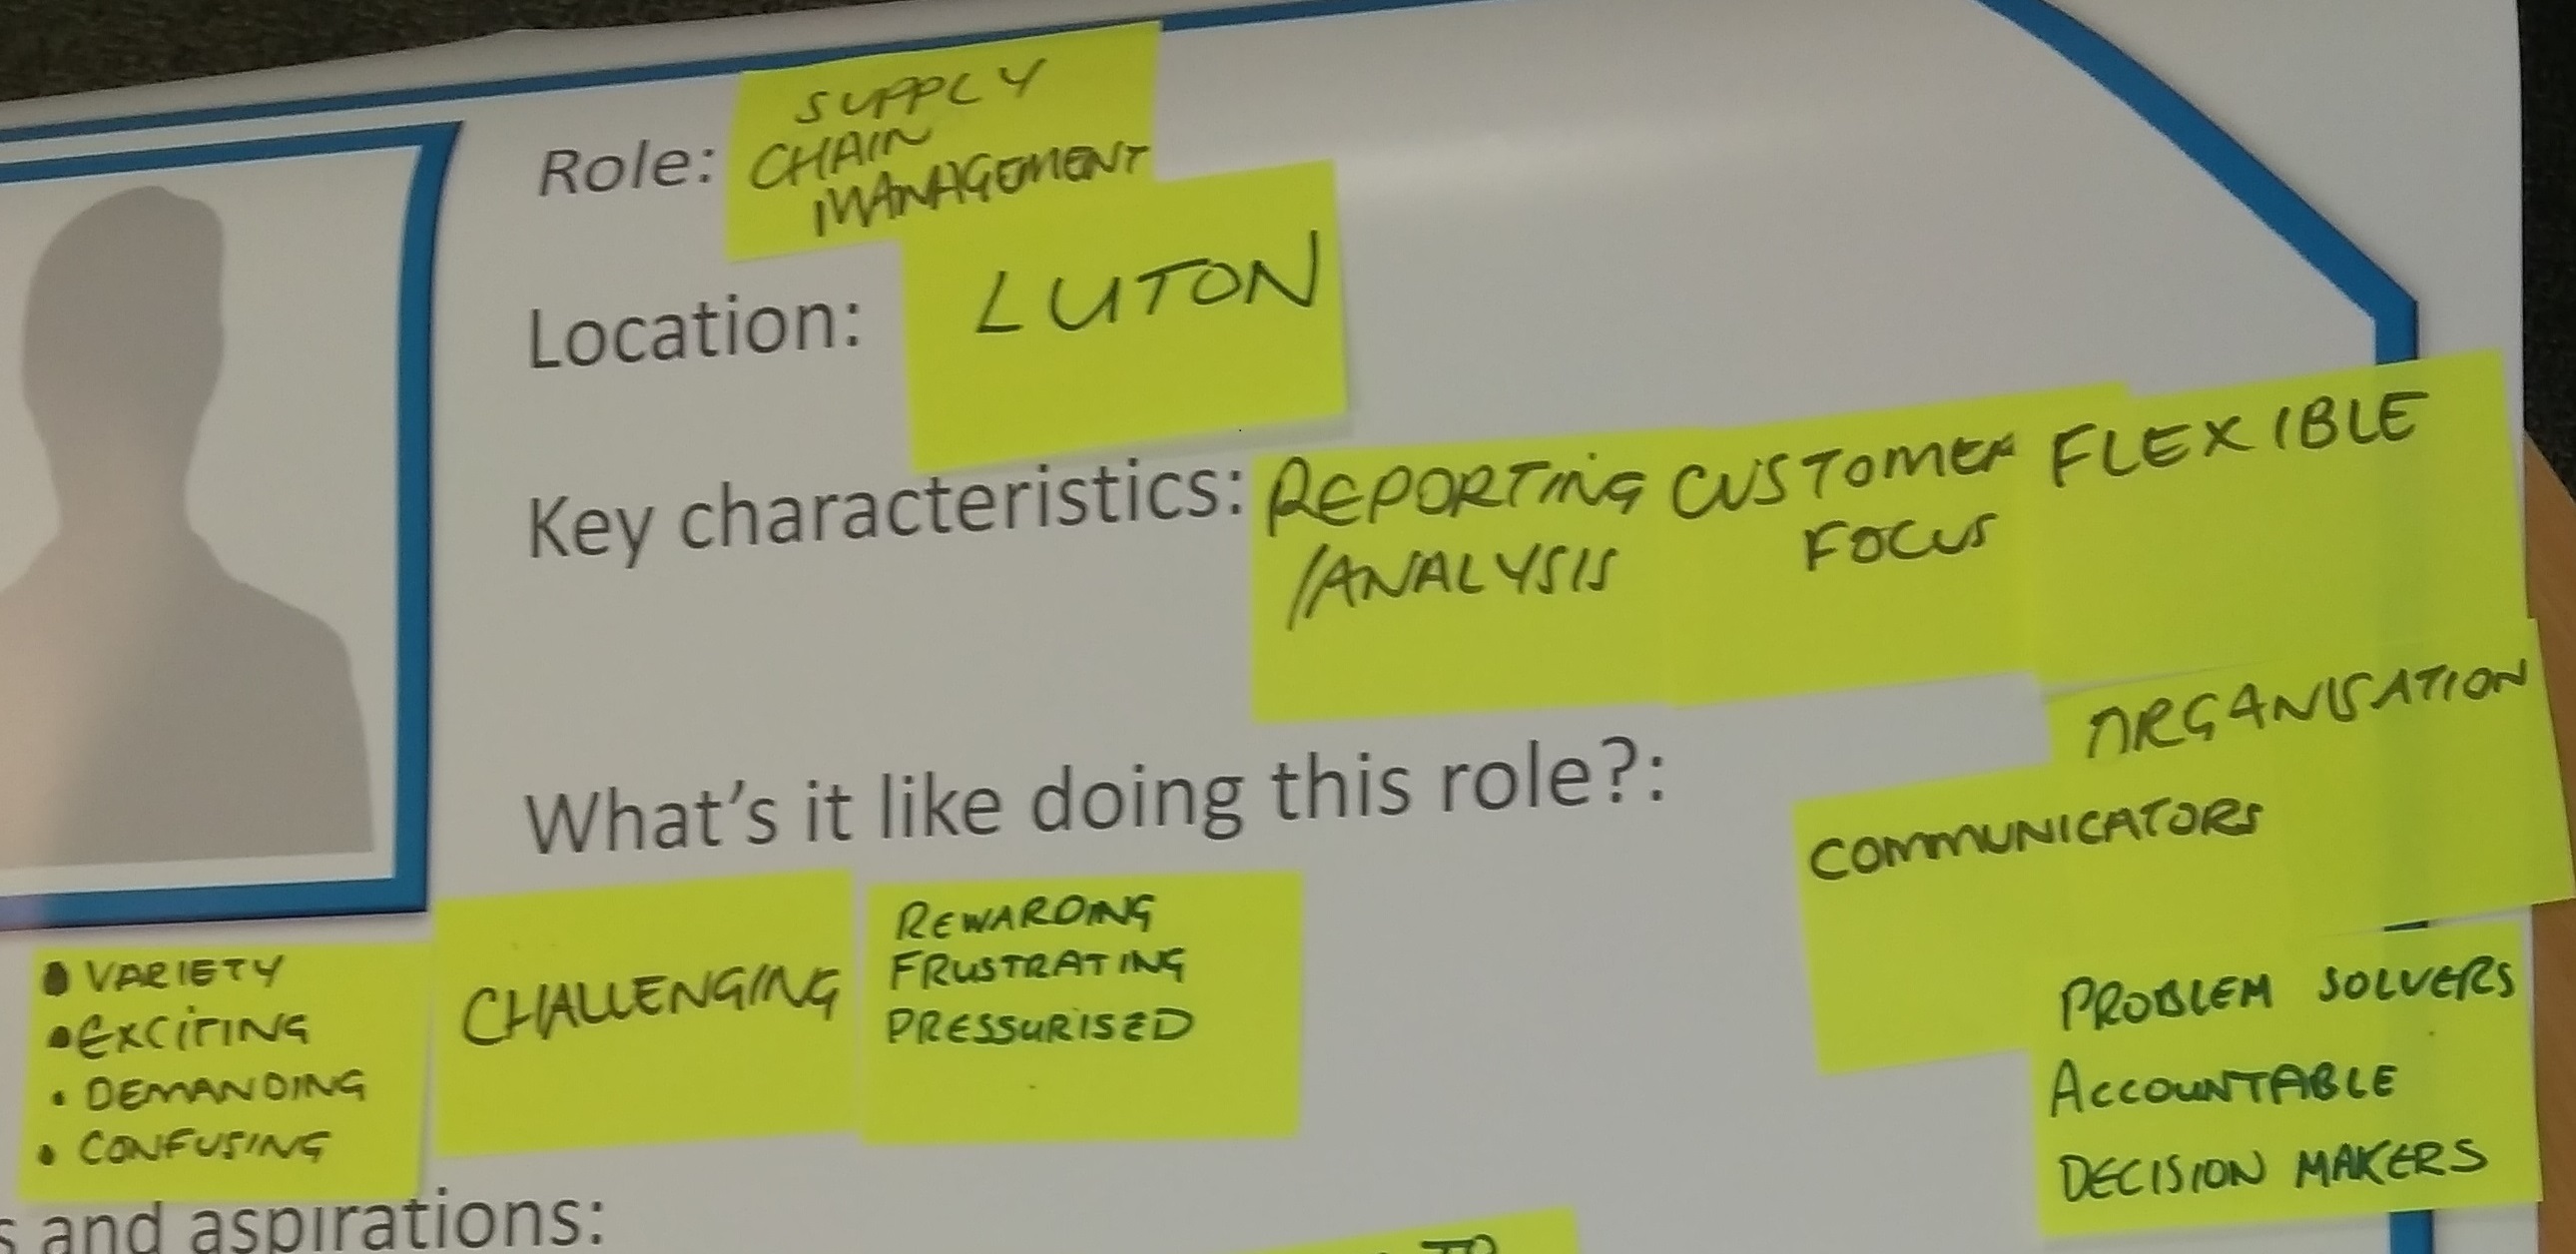 Role:
SUPPLY
CHAIN
MANAGEMENT
Location:
LUTON
Key characteristics:
REPORTING
/ANALYSIS
CUSTOMER
FOCUS
FLEXIBLE
ORGANISATION
COMMUNICATORS
PROBLEM SOLVERS
ACCOUNTABLE
DECISION MAKERS
What's it like doing this role?:
• VARIETY
• EXCITING
• DEMANDING
• CONFUSING
CHALLENGING
REWARDING
FRUSTRATING
PRESSURISED
and aspirations:
TO